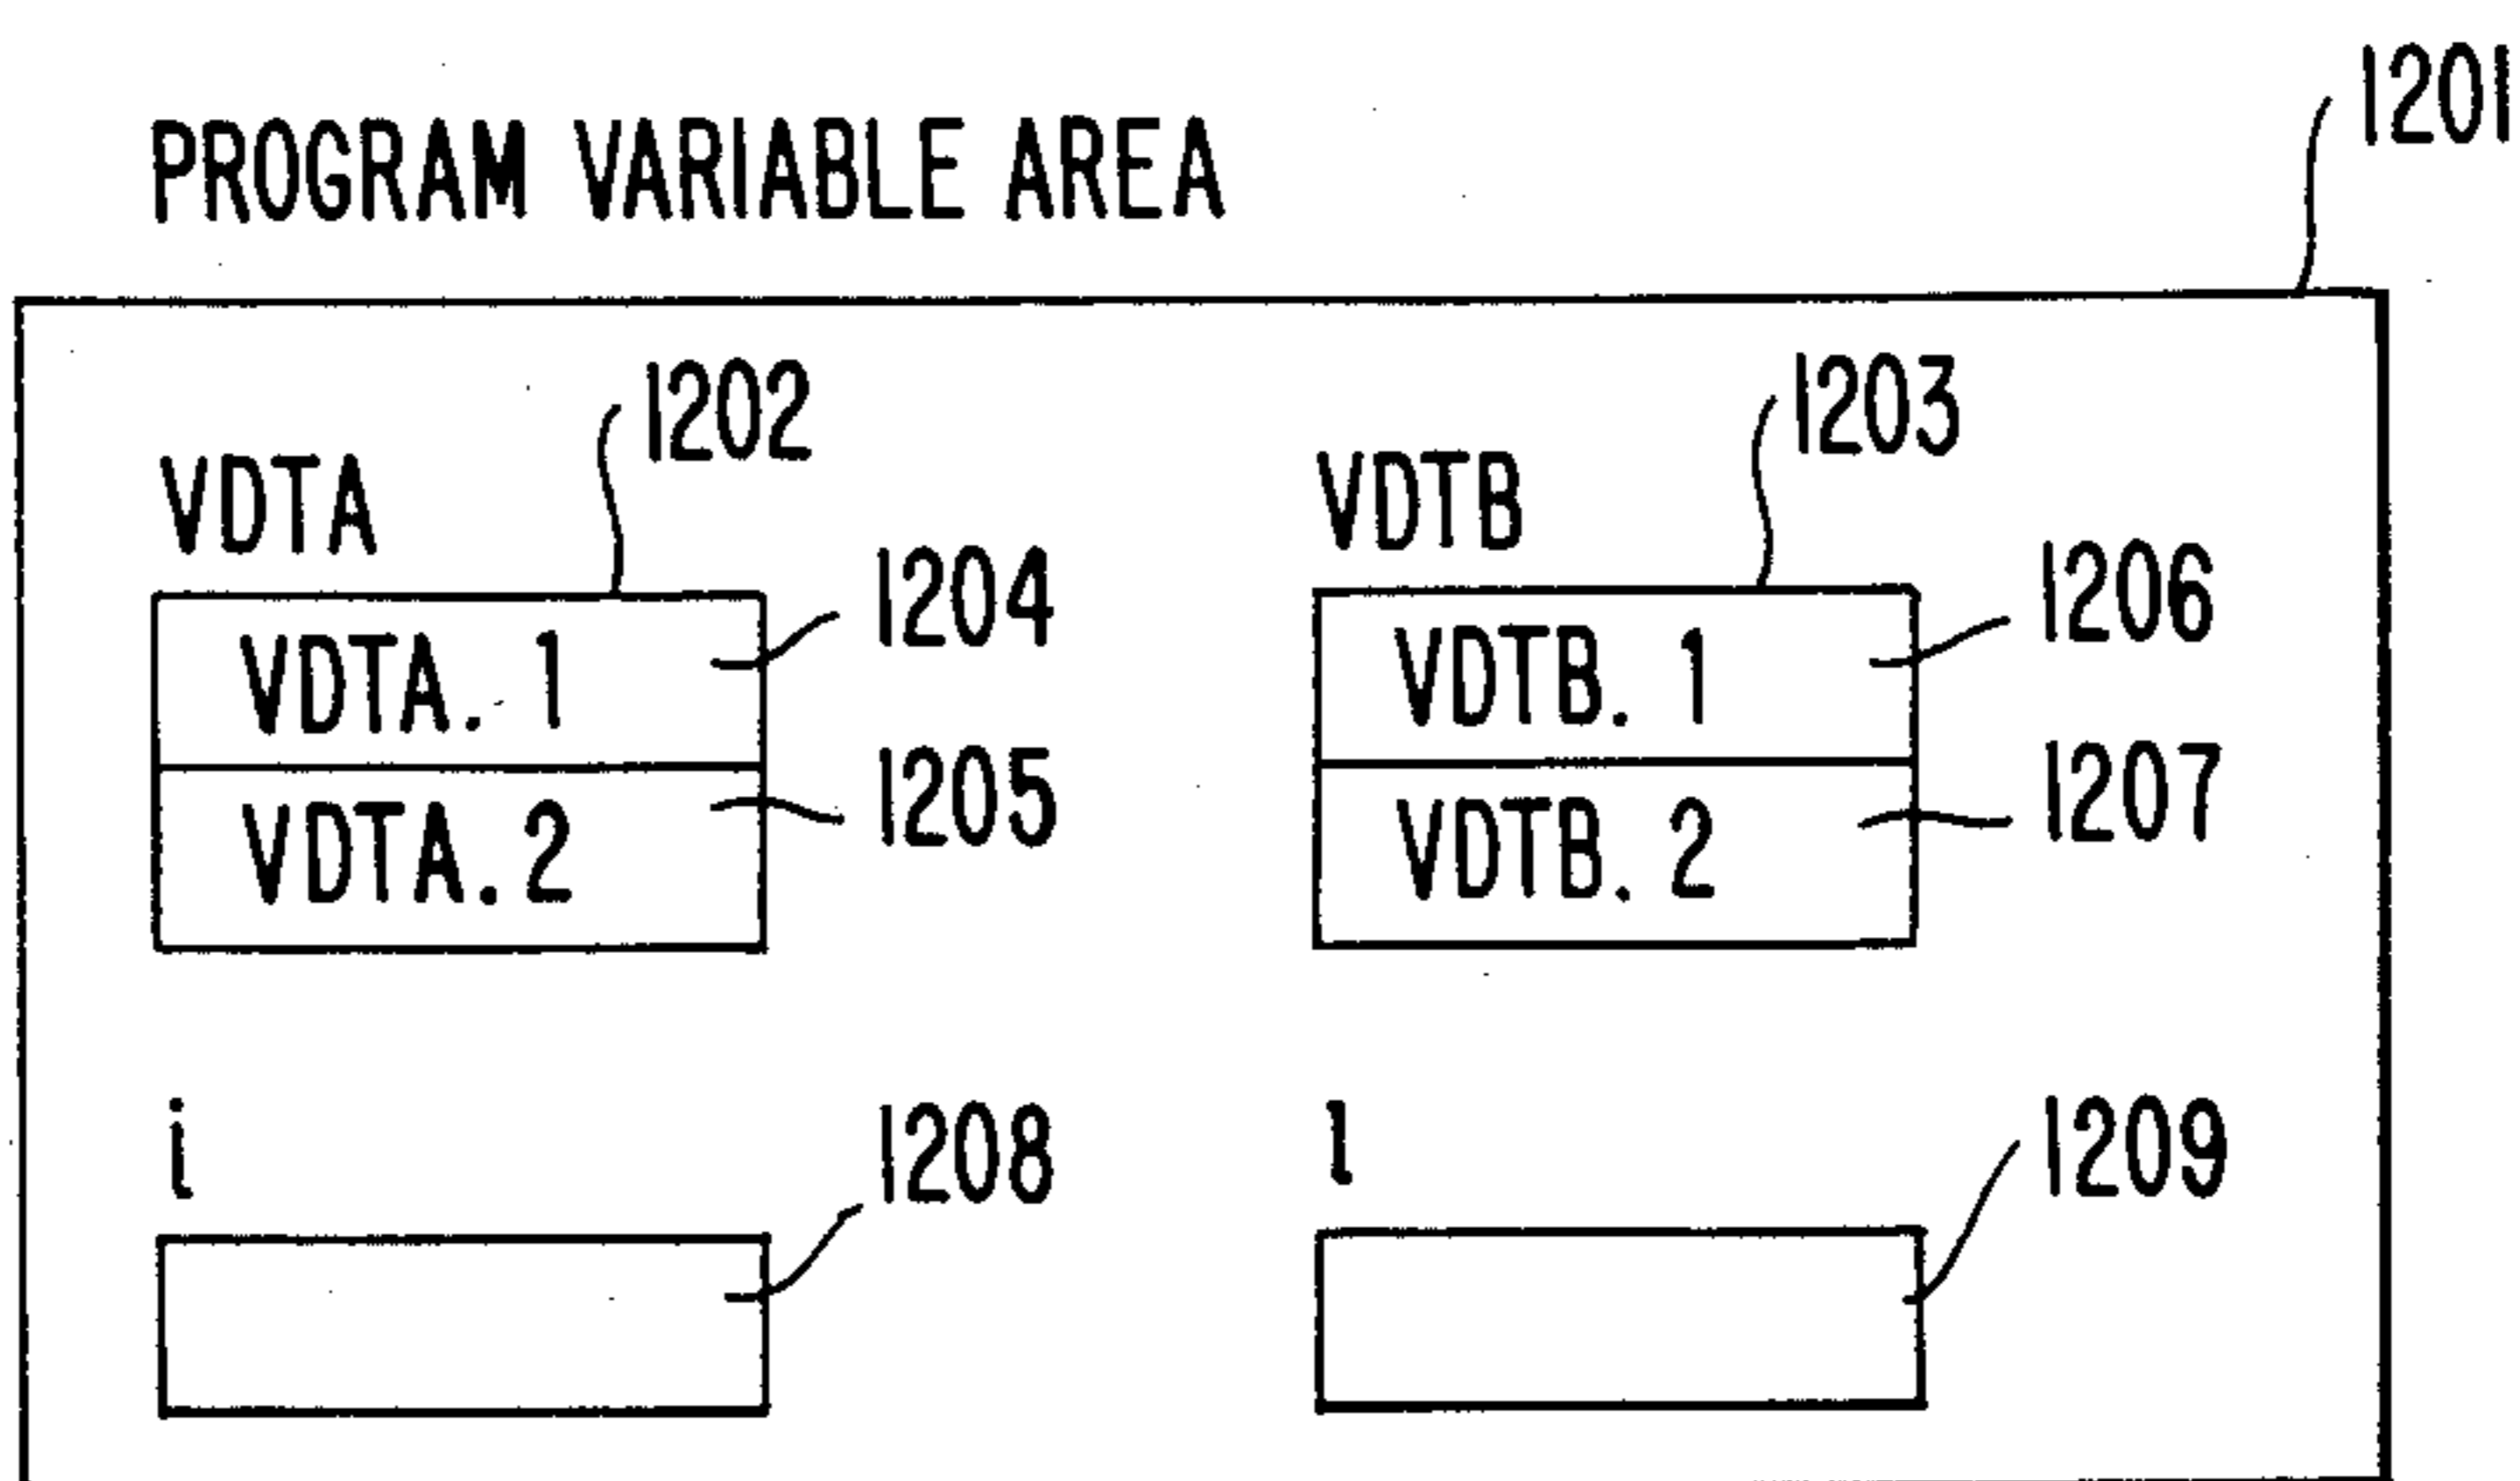 1201
PROGRAM VARIABLE AREA
1202
1203
VDTA
VDTB
1204
1206
VDTA. 1
VDTB. 1
1205
1207
VDTA. 2
VDTB. 2
i
1208
l
1209